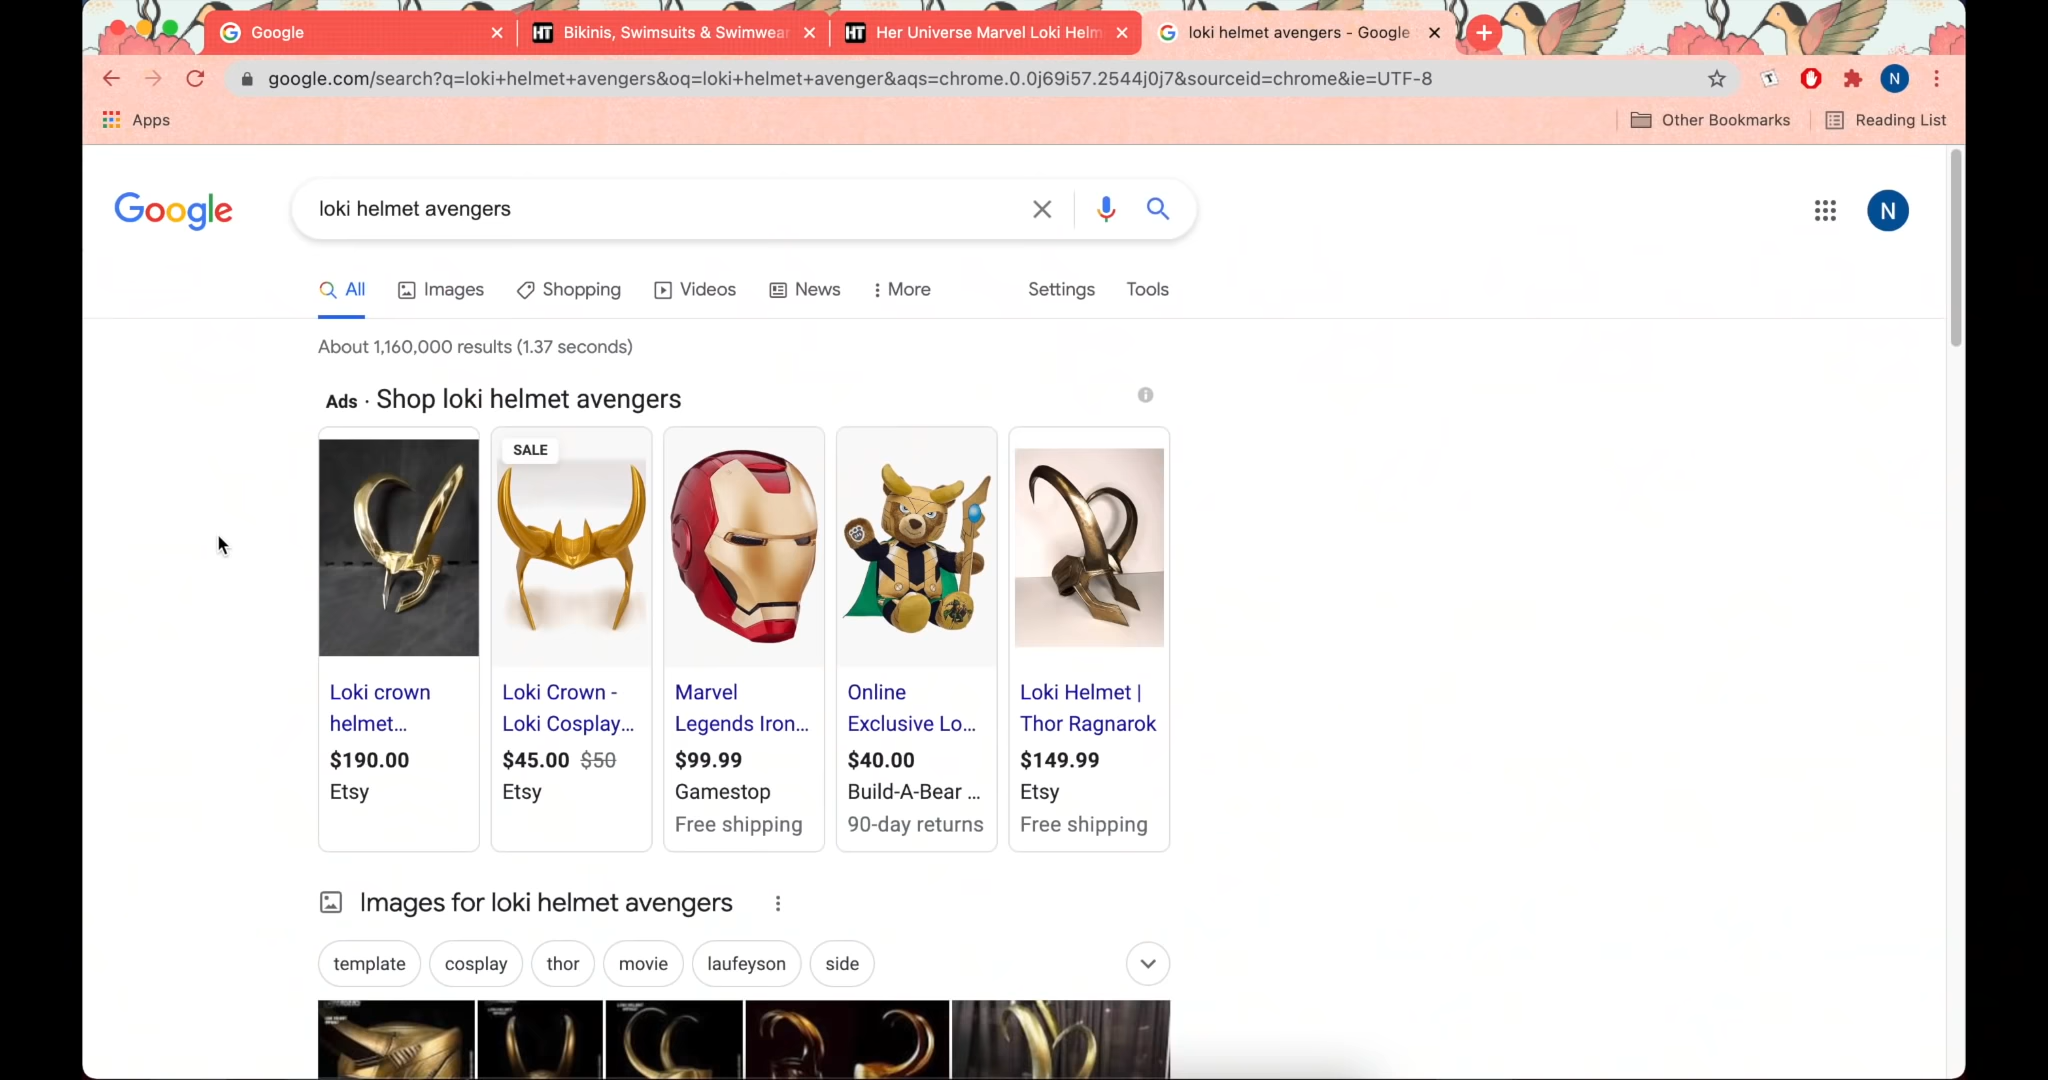 Google
HT Bikinis, Swimsuits & Swimwear
HT Her Universe Marvel Loki Helm
loki helmet avengers - Google
google.com/search?q=loki+helmet+avengers&oq=loki+helmet+avenger&aqs=chrome.0.0j69i57.2544j0j7&sourceid=chrome&ie=UTF-8
N
Apps
Other Bookmarks
Reading List
Google
loki helmet avengers
N
All
Images
Shopping
Videos
News
More
Settings
Tools
About 1,160,000 results (1.37 seconds)
Ads · Shop loki helmet avengers
Loki crown
helmet...
$190.00
Etsy
SALE
Loki Crown -
Loki Cosplay...
$45.00 $50
Etsy
Marvel
Legends Iron...
$99.99
Gamestop
Free shipping
Online
Exclusive Lo...
$40.00
Build-A-Bear ...
90-day returns
Loki Helmet |
Thor Ragnarok
$149.99
Etsy
Free shipping
Images for loki helmet avengers
template
cosplay
thor
movie
laufeyson
side